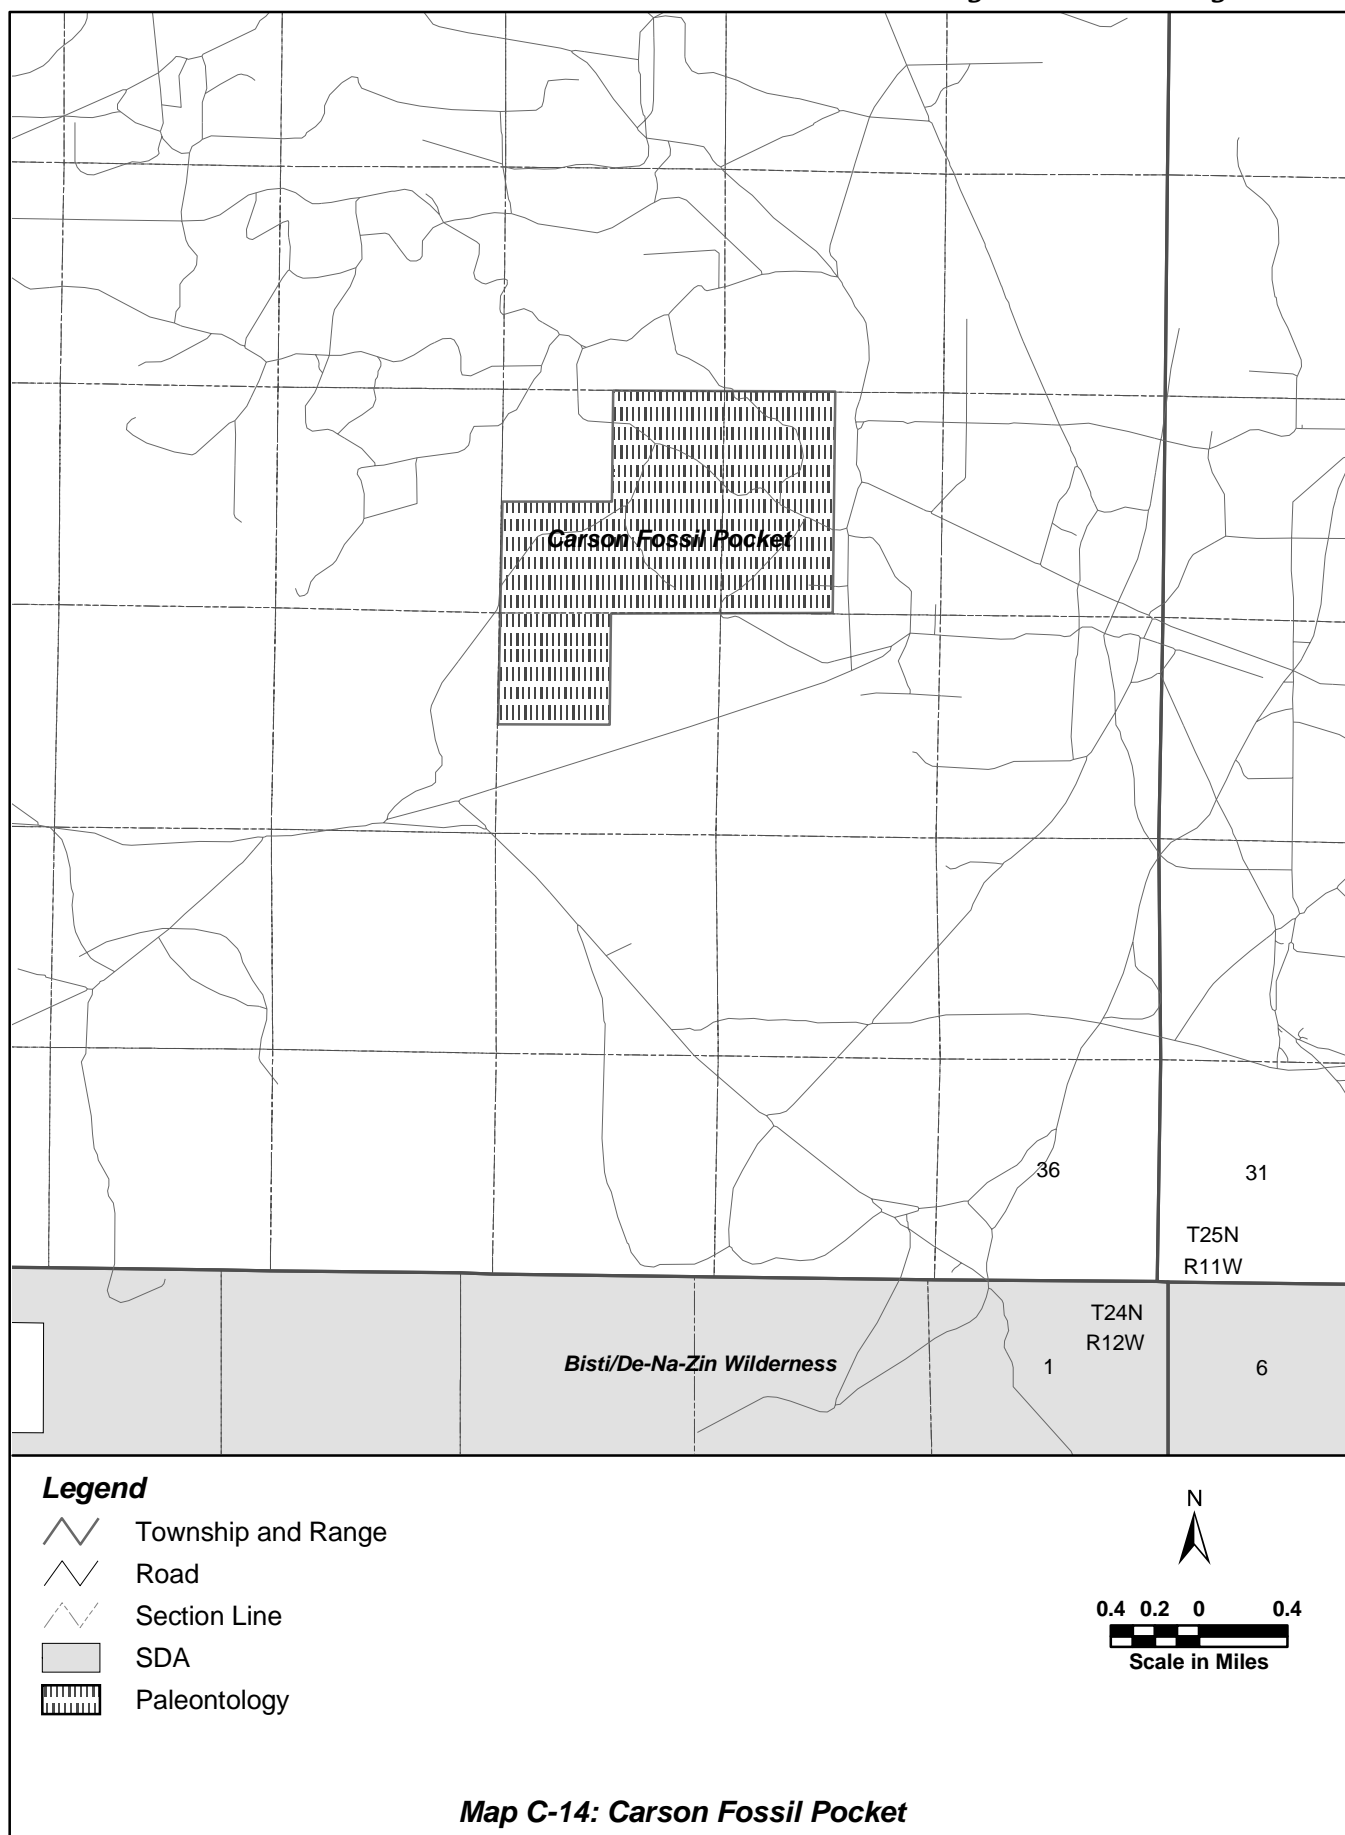 Carson Fossil Pocket
36
31
T25N
R11W
T24N
R12W
Bisti/De-Na-Zin Wilderness
1
6
Legend
Township and Range
Road
Section Line
SDA
Paleontology
N
0.4 0.2 0 0.4
Scale in Miles
Map C-14: Carson Fossil Pocket